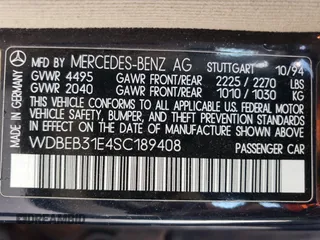 MFD BY MERCEDES-BENZ AG STUTTGART 10/94
GVWR 4495 GAWR FRONT/REAR 2225 / 2270 LBS
GVWR 2040 GAWR FRONT/REAR 1010 / 1030 KG
THIS VEHICLE CONFORMS TO ALL APPLICABLE
U.S. FEDERAL MOTOR VEHICLE SAFETY, BUMPER, AND THEFT
PREVENTION STANDARDS IN EFFECT ON THE DATE
OF MANUFACTURE SHOWN ABOVE.
WDBEB31E4SC189408 PASSENGER CAR
MADE IN GERMANY